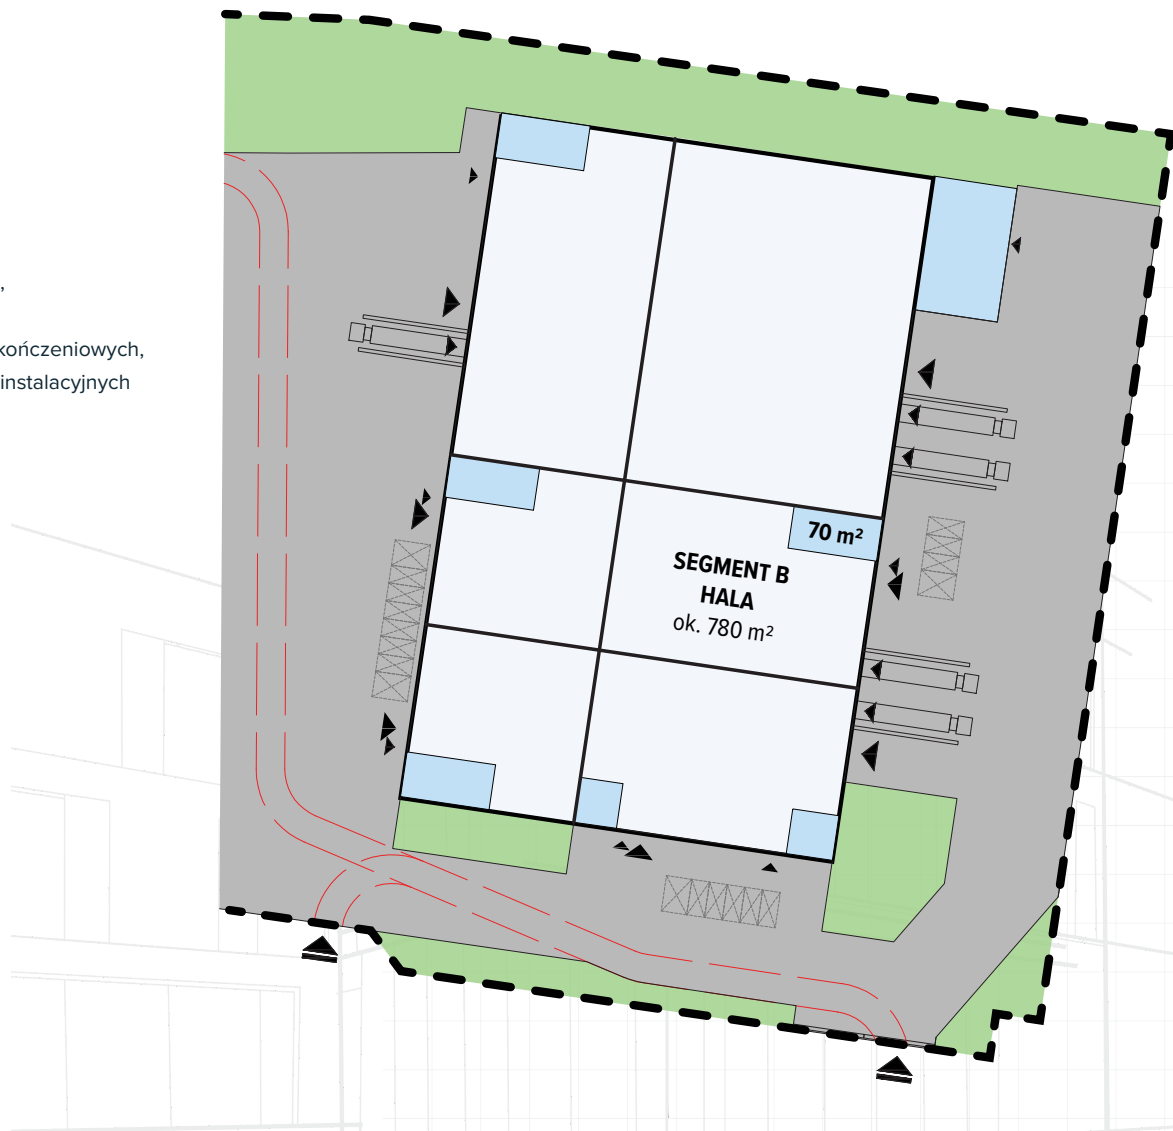 ,
kończeniowych,
instalacyjnych
70 m²
SEGMENT B
HALA
ok. 780 m²